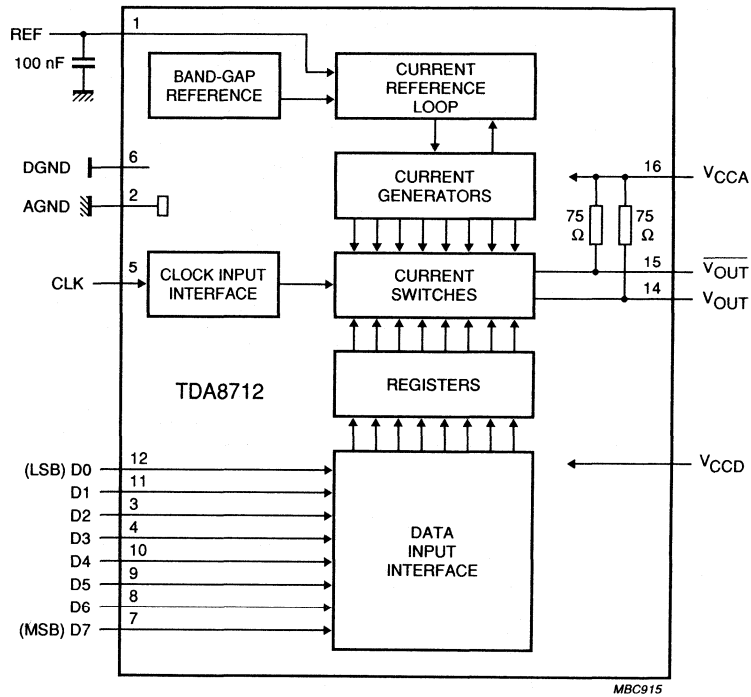 1
REF
100 nF
BAND-GAP
REFERENCE
CURRENT
REFERENCE
LOOP
6
DGND
2
AGND
CURRENT
GENERATORS
16
VCCA
75
Ω
75
Ω
5
CLK
CLOCK INPUT
INTERFACE
CURRENT
SWITCHES
15
V̅O̅U̅T̅
14
VOUT
REGISTERS
TDA8712
VCCD
(LSB) D0
12
D1
11
D2
3
D3
4
D4
10
D5
9
D6
8
(MSB) D7
7
DATA
INPUT
INTERFACE
MBC915